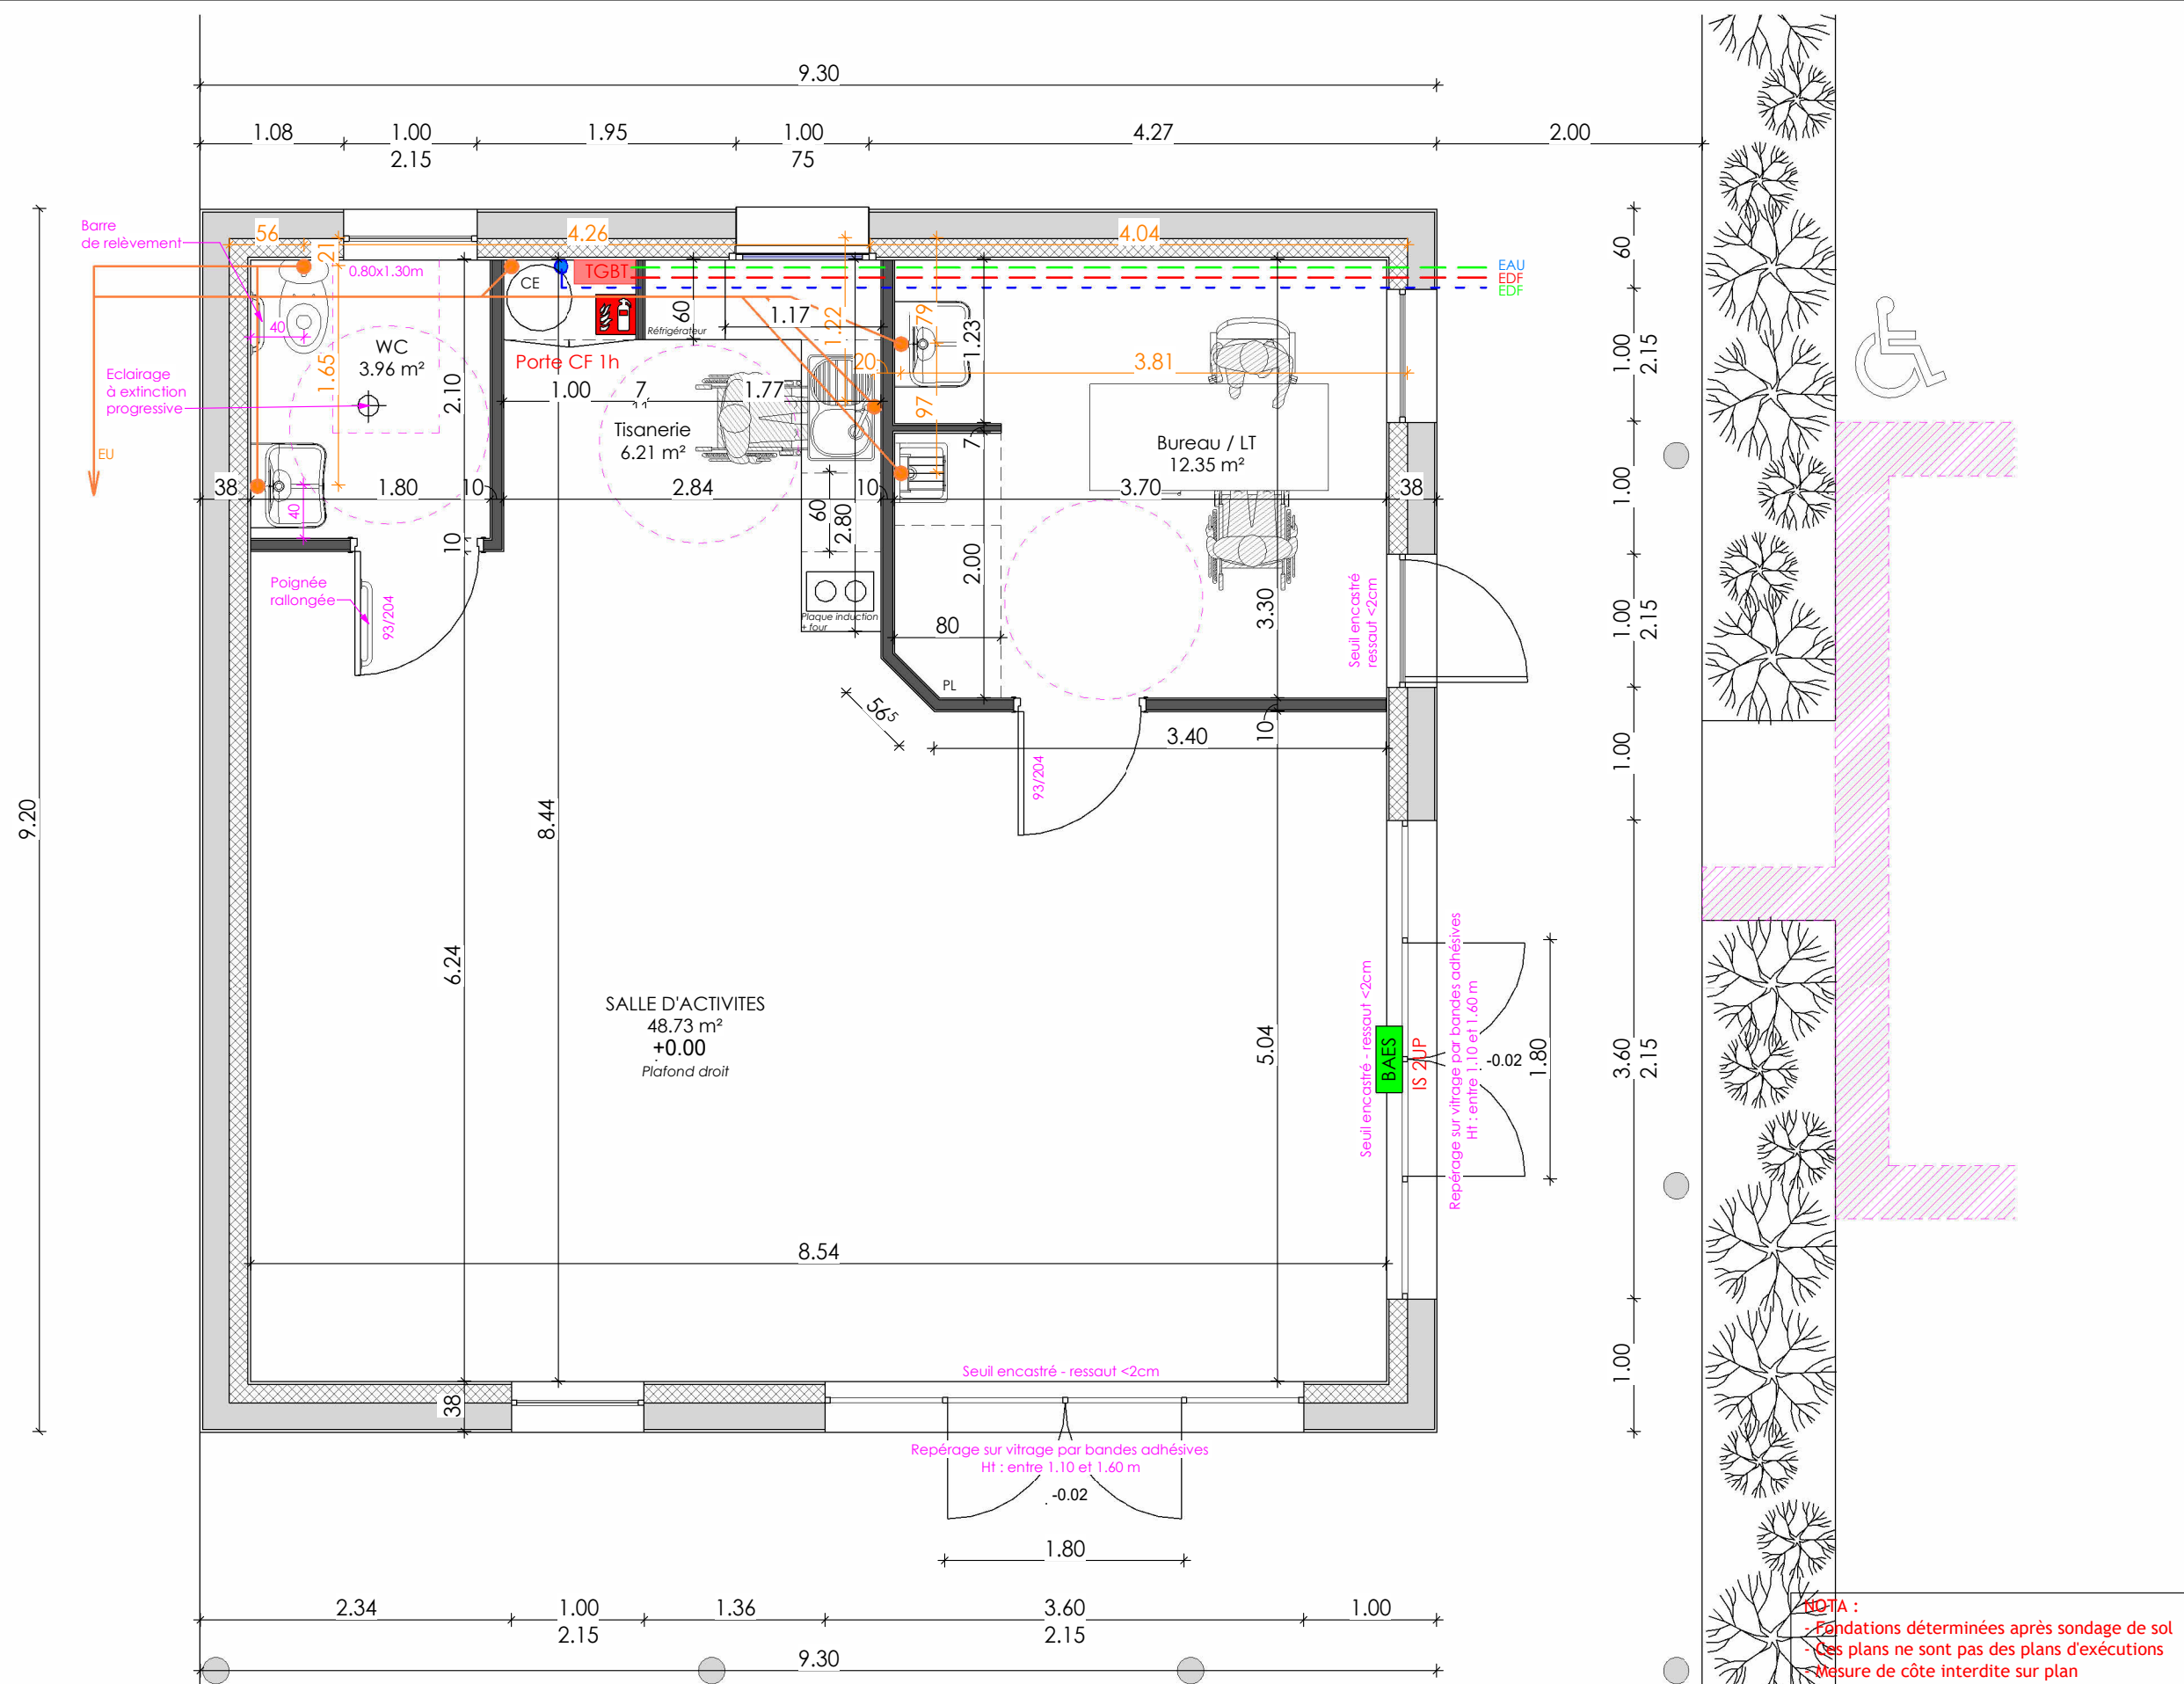 9.30
1.08
1.00
2.15
1.95
1.00
75
4.27
2.00
Barre
de relèvement
56
21
0.80x1.30m
4.26
4.04
EAU
EDF
EDF
60
CE
TGBT
60
Réfrigérateur
1.17
1.22
79
1.23
40
WC
3.96 m²
1.65
Porte CF 1h
20
3.81
1.00
2.15
Eclairage
à extinction
progressive
2.10
1.00
7
1.77
97
Tisanerie
6.21 m²
7
Bureau / LT
12.35 m²
EU
38
1.80
10
2.84
10
3.70
38
1.00
40
60
2.80
10
2.00
Poignée
rallongée
93/204
Plaque induction
+ four
80
3.30
Seuil encastré
ressaut <2cm
1.00
2.15
PL
56⁵
10
3.40
1.00
93/204
9.20
8.44
6.24
SALLE D'ACTIVITES
48.73 m²
+0.00
Plafond droit
5.04
Seuil encastré - ressaut <2cm
BAES
IS 2UP
Repérage sur vitrage par bandes adhésives
Ht : entre 1.10 et 1.60 m
-0.02
1.80
3.60
2.15
8.54
1.00
Seuil encastré - ressaut <2cm
38
Repérage sur vitrage par bandes adhésives
Ht : entre 1.10 et 1.60 m
-0.02
1.80
2.34
1.00
2.15
1.36
3.60
2.15
1.00
9.30
NOTA :
- Fondations déterminées après sondage de sol
- Ces plans ne sont pas des plans d'exécutions
- Mesure de côte interdite sur plan